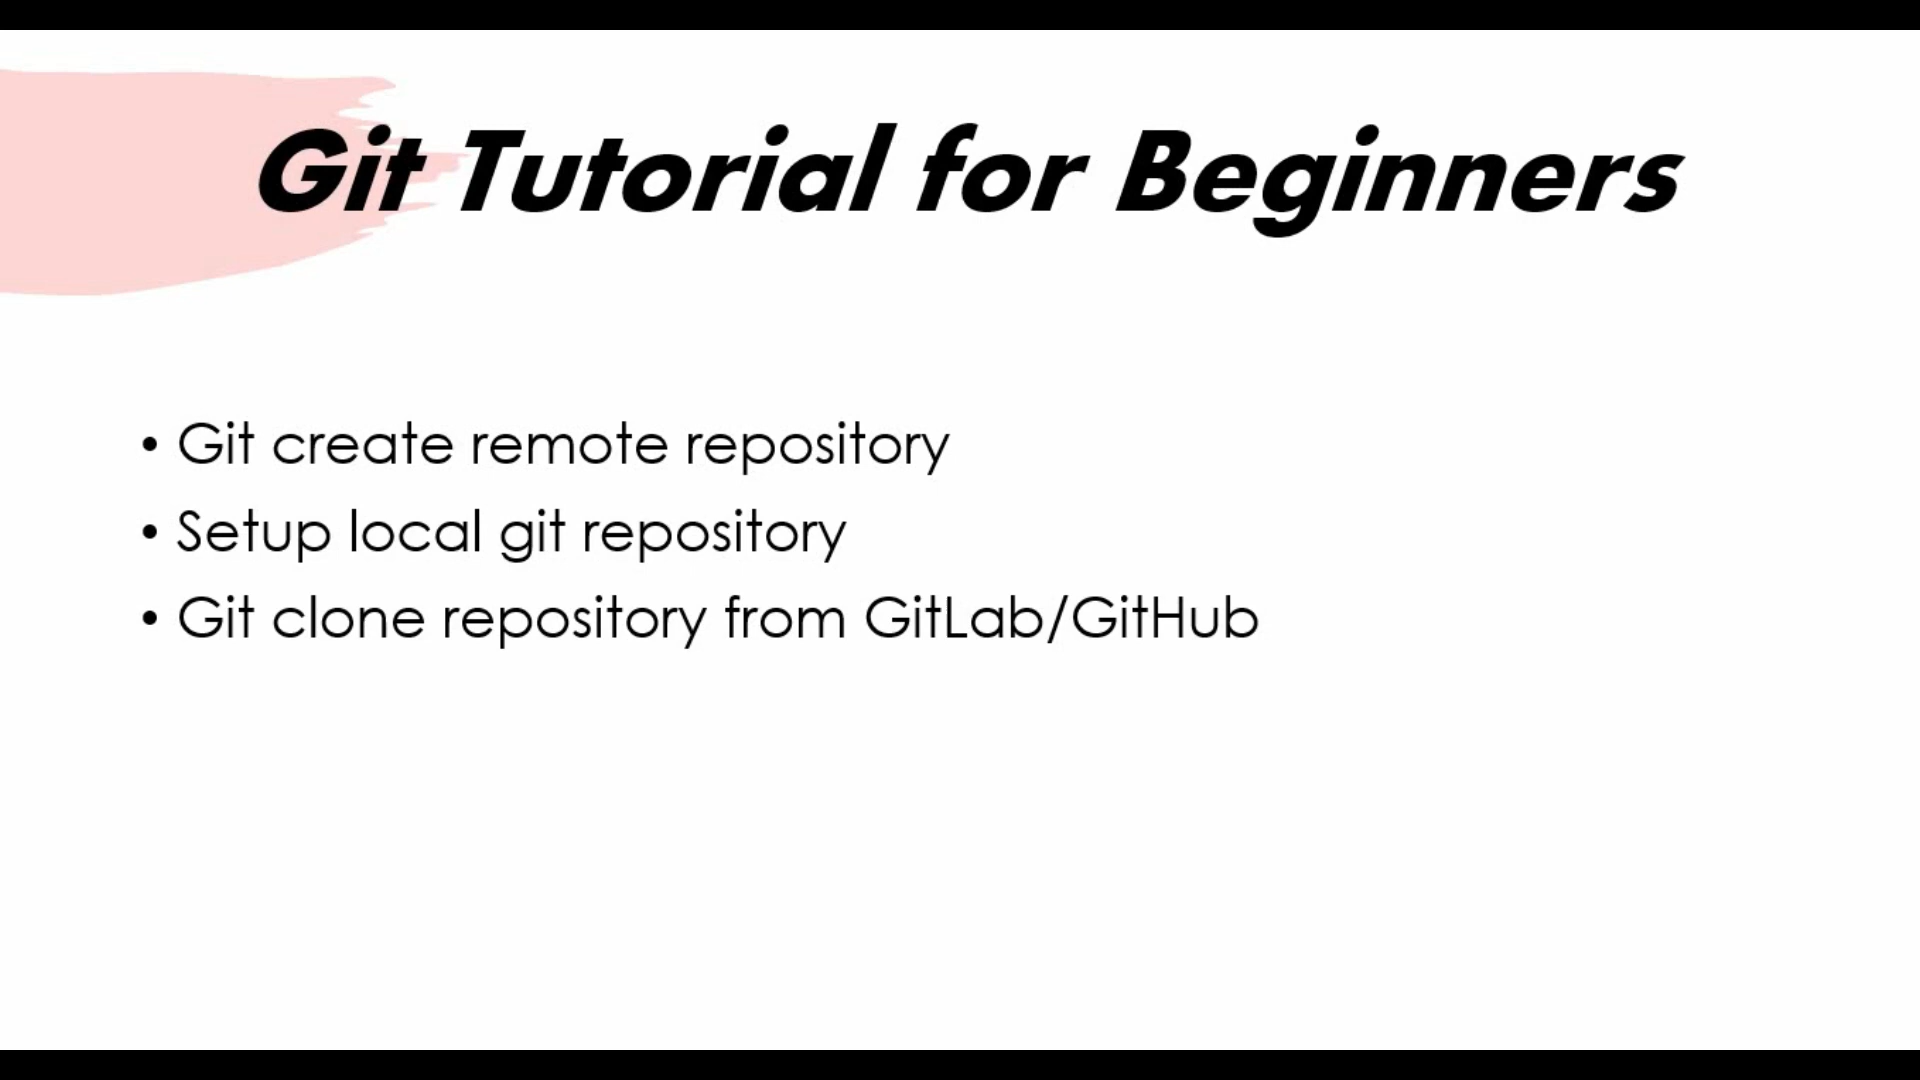 Git Tutorial for Beginners
• Git create remote repository
• Setup local git repository
• Git clone repository from GitLab/GitHub